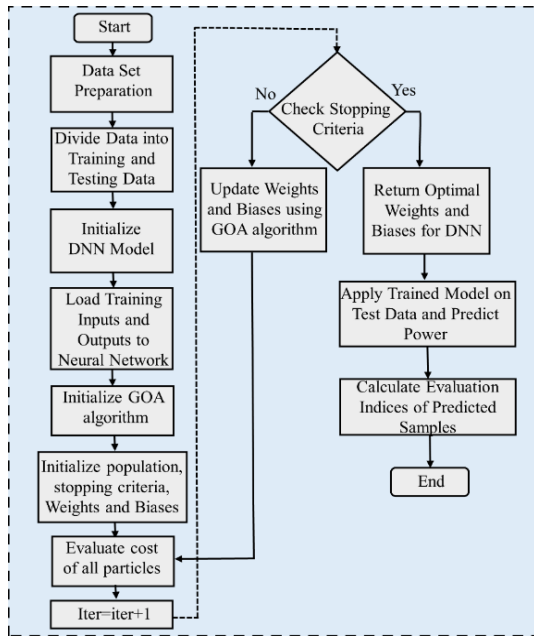 Start
Data Set
Preparation
Divide Data into
Training and
Testing Data
Initialize
DNN Model
Load Training
Inputs and
Outputs to
Neural Network
Initialize GOA
algorithm
Initialize population,
stopping criteria,
Weights and Biases
Evaluate cost
of all particles
Iter=iter+1
Check Stopping
Criteria
No
Yes
Update Weights
and Biases using
GOA algorithm
Return Optimal
Weights and
Biases for DNN
Apply Trained Model on
Test Data and Predict
Power
Calculate Evaluation
Indices of Predicted
Samples
End